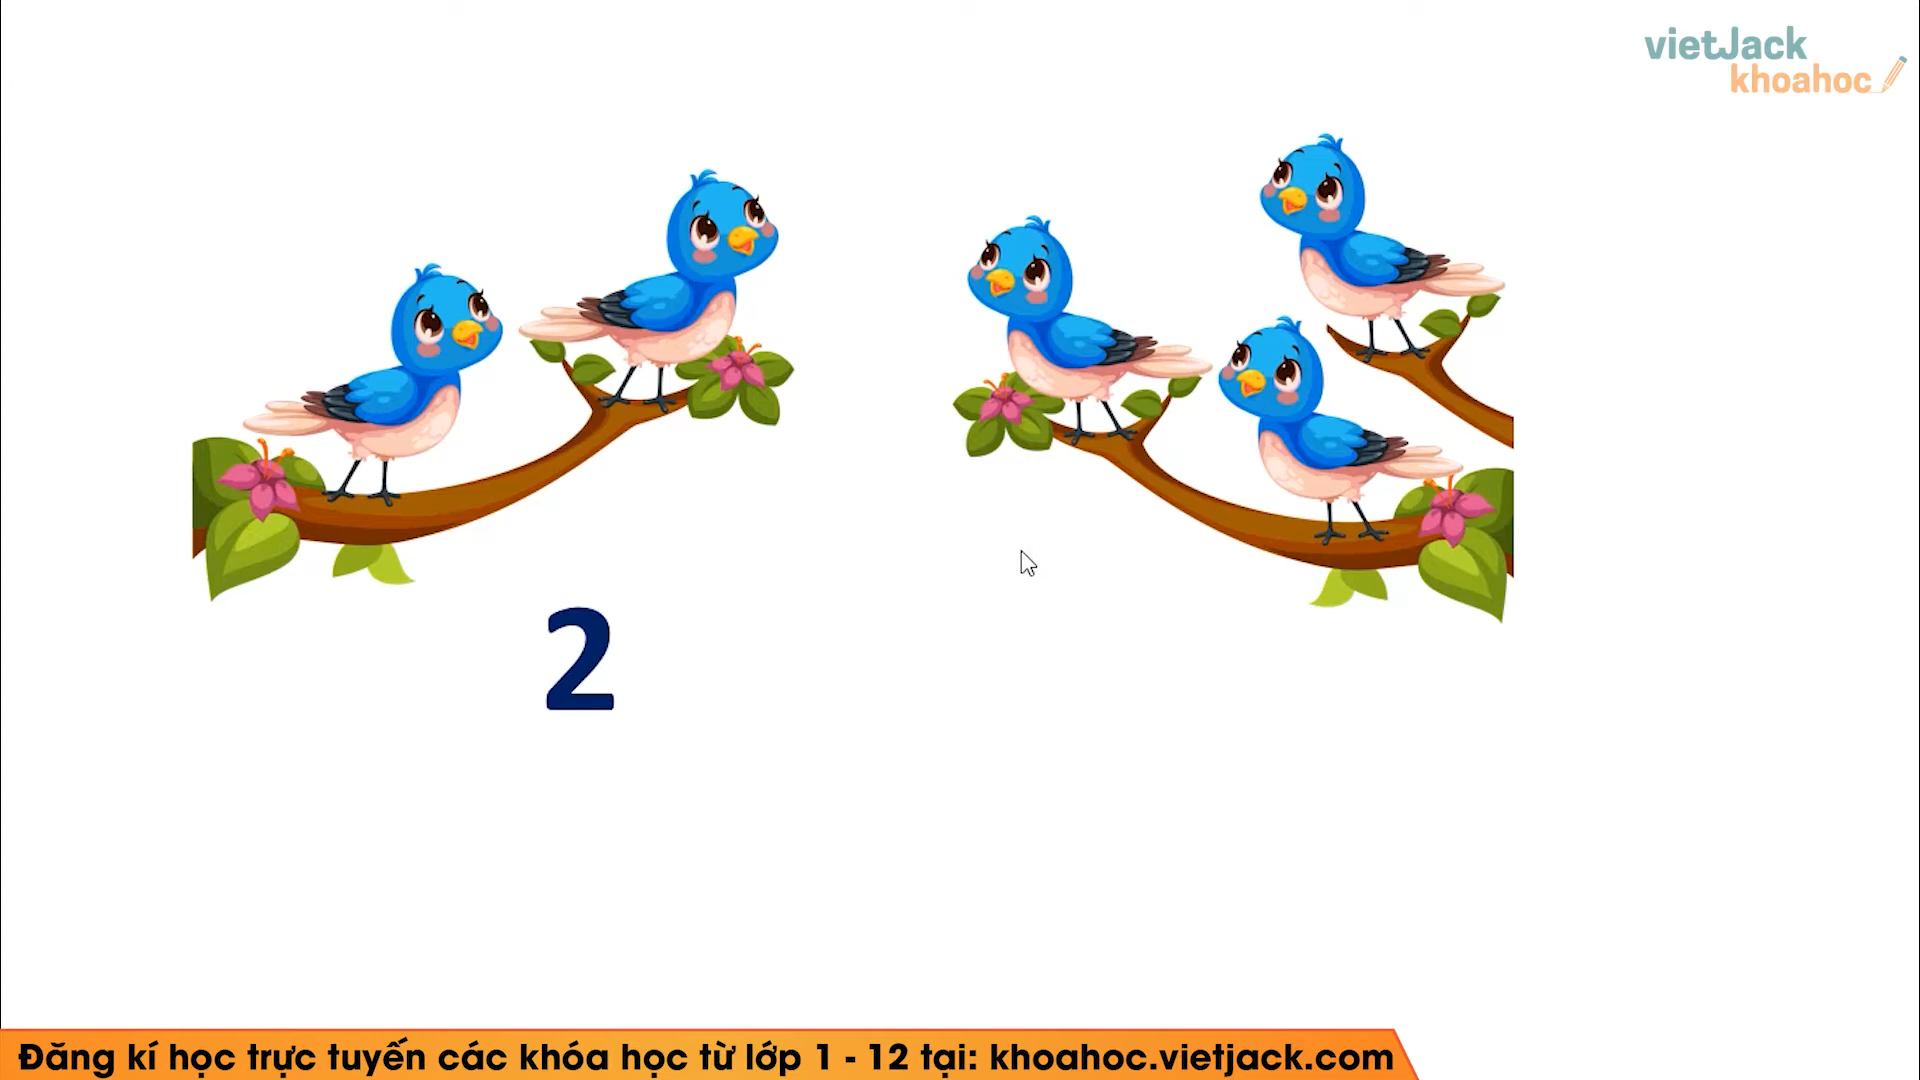 vietJack
khoahoc
2
Đăng kí học trực tuyến các khóa học từ lớp 1 - 12 tại: khoahoc.vietjack.com